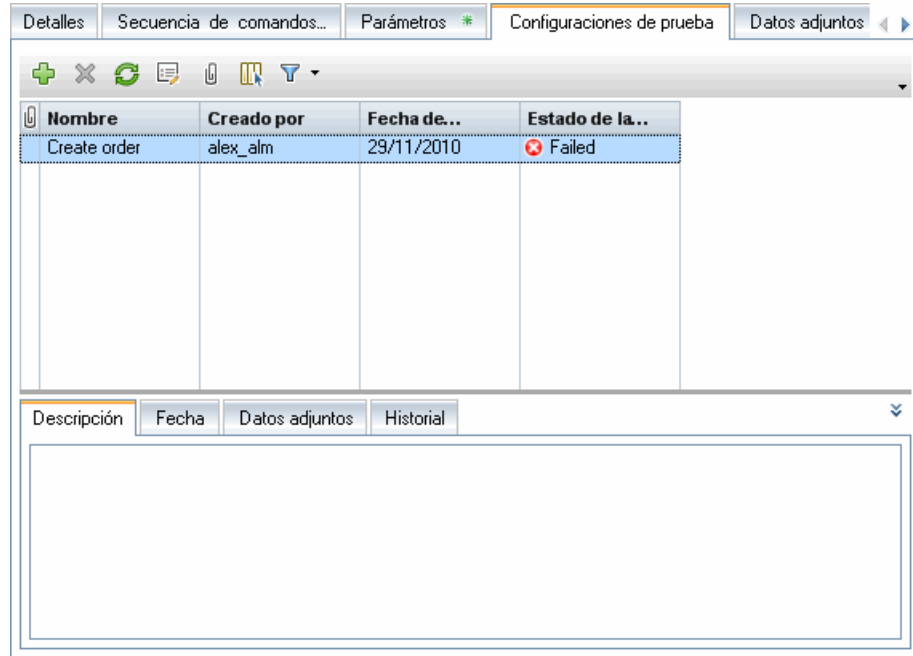 Detalles Secuencia de comandos... Parámetros * Configuraciones de prueba Datos adjuntos
Nombre Creado por Fecha de... Estado de la...
Create order alex_alm 29/11/2010 Failed
Descripción Fecha Datos adjuntos Historial